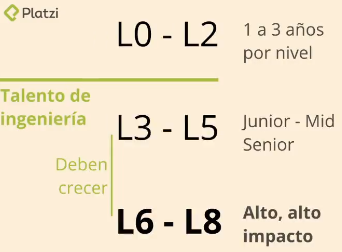 Platzi
L0 - L2
1 a 3 años
por nivel
Talento de
ingeniería
L3 - L5
Junior - Mid
Senior
Deben
crecer
L6 - L8
Alto, alto
impacto